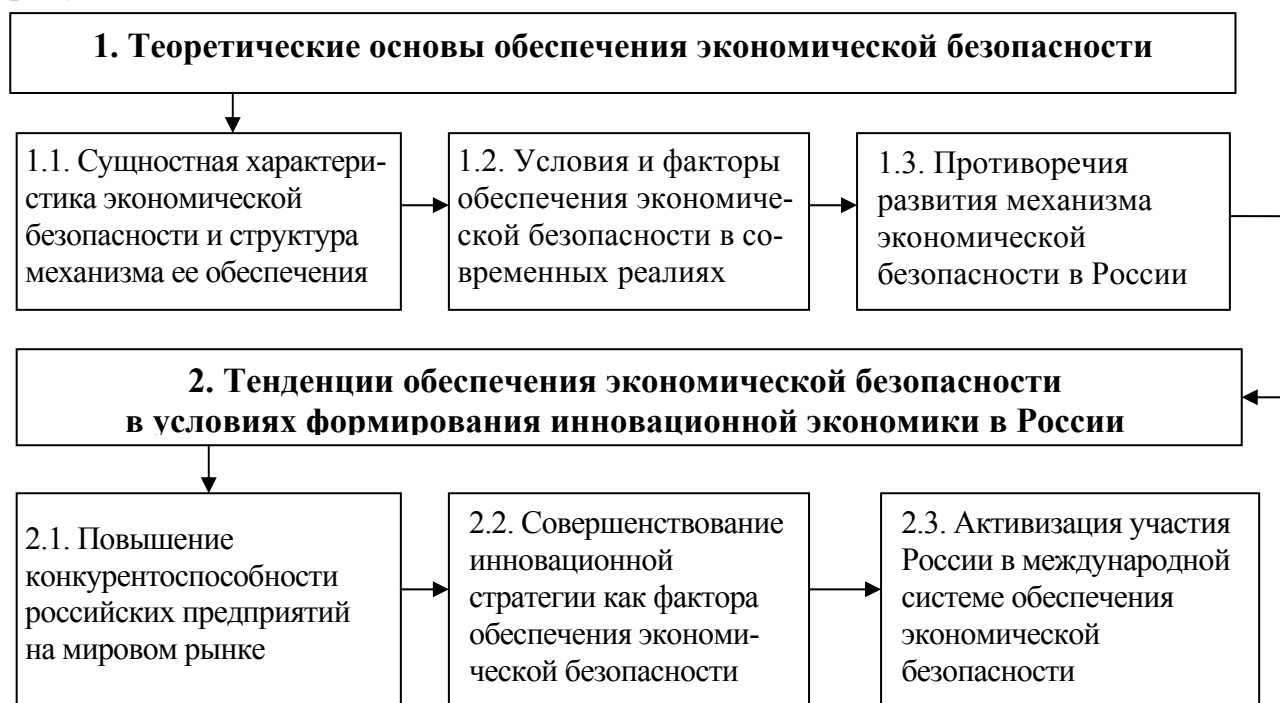 1. Теоретические основы обеспечения экономической безопасности
1.1. Сущностная характери-
стика экономической
безопасности и структура
механизма ее обеспечения
1.2. Условия и факторы
обеспечения экономиче-
ской безопасности в со-
временных реалиях
1.3. Противоречия
развития механизма
экономической
безопасности в России
2. Тенденции обеспечения экономической безопасности
в условиях формирования инновационной экономики в России
2.1. Повышение
конкурентоспособности
российских предприятий
на мировом рынке
2.2. Совершенствование
инновационной
стратегии как фактора
обеспечения экономи-
ческой безопасности
2.3. Активизация участия
России в международной
системе обеспечения
экономической
безопасности